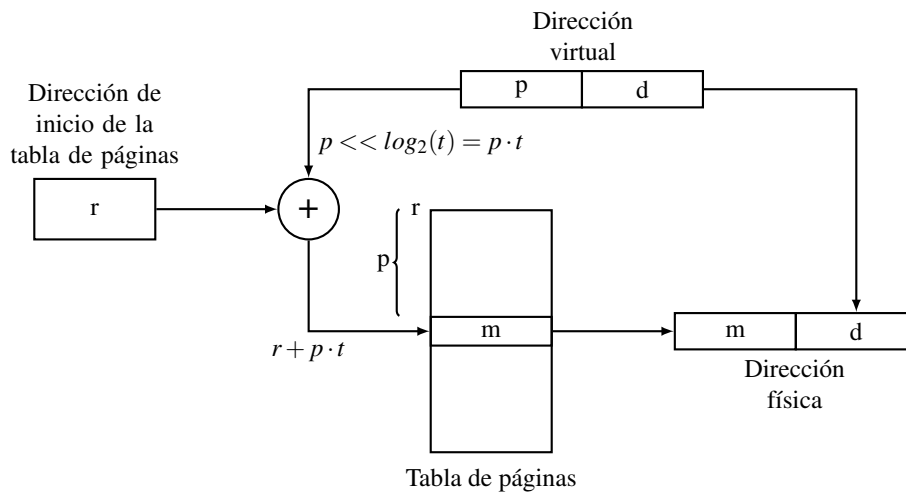 Dirección
virtual
p
d
Dirección de
inicio de la
tabla de páginas
p << log₂(t) = p · t
r
+
r
p
m
r + p · t
m
d
Dirección
física
Tabla de páginas